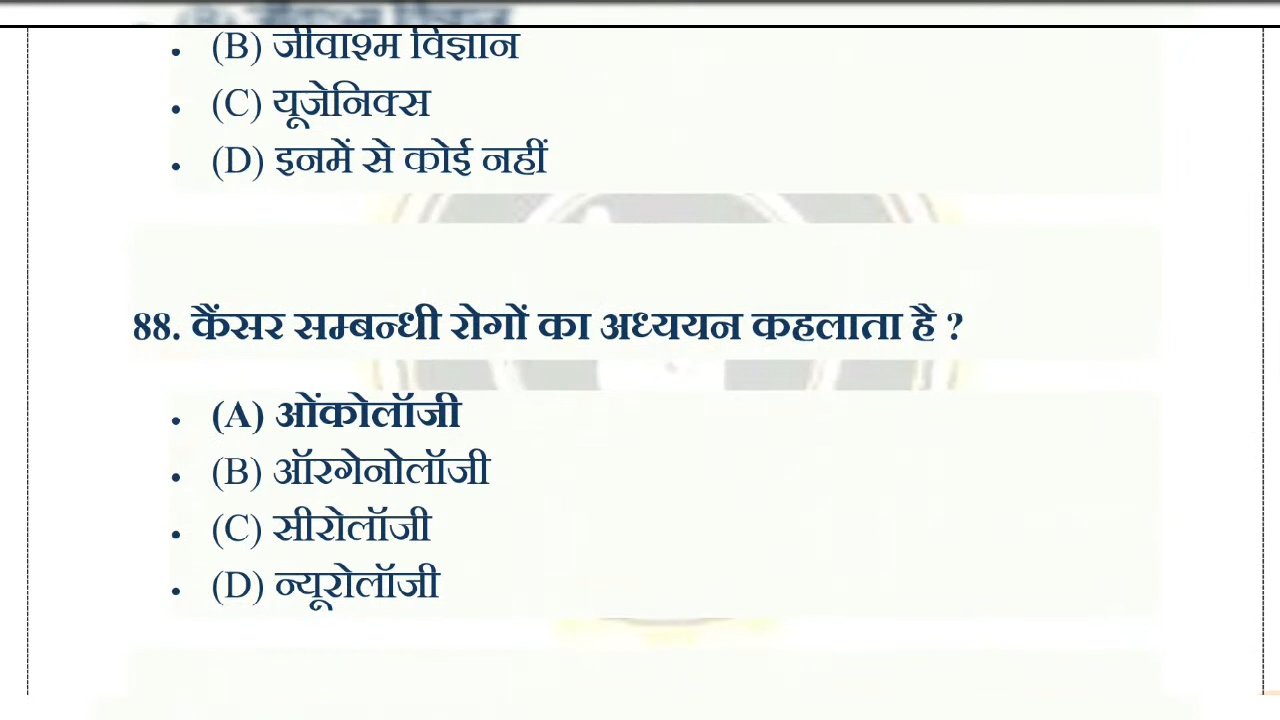 (B) जीवाश्म विज्ञान
(C) यूजेनिक्स
(D) इनमें से कोई नहीं
88. कैंसर सम्बन्धी रोगों का अध्ययन कहलाता है ?
(A) ओंकोलॉजी
(B) ऑरगेनोलॉजी
(C) सीरोलॉजी
(D) न्यूरोलॉजी